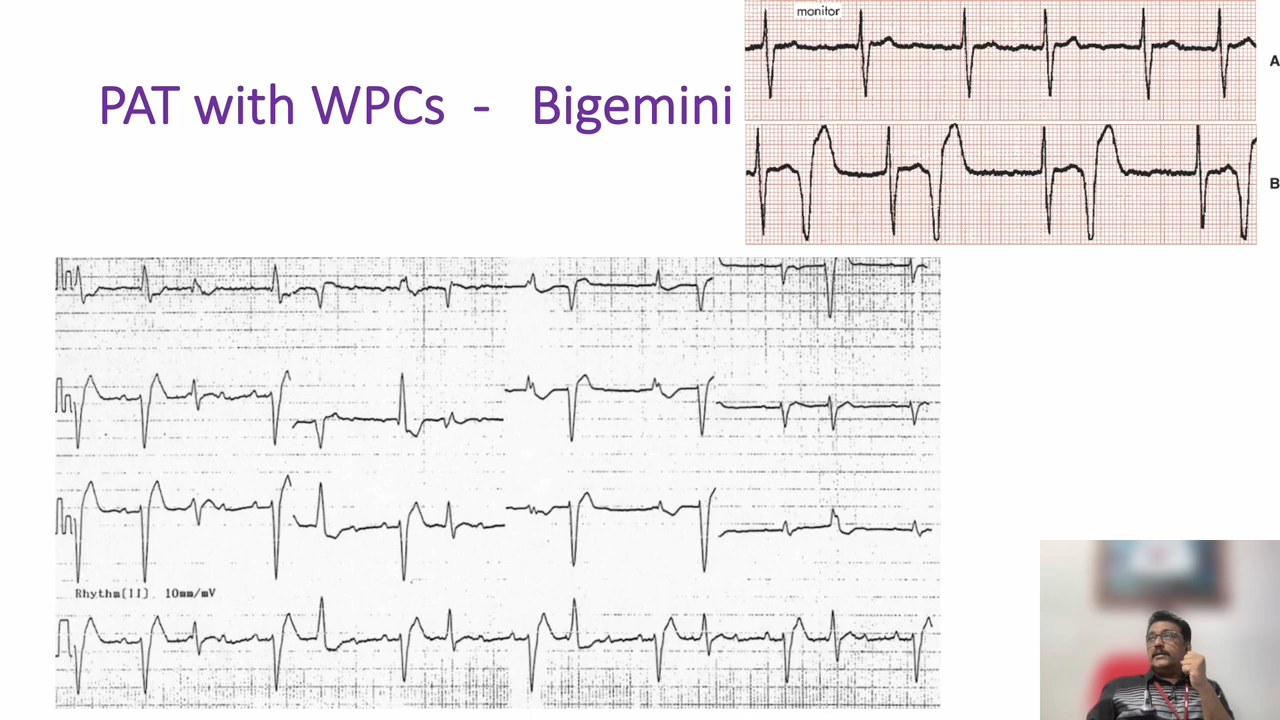 monitor
A
PAT with WPCs - Bigemini
B
Rhythm[II] 10mm/mV